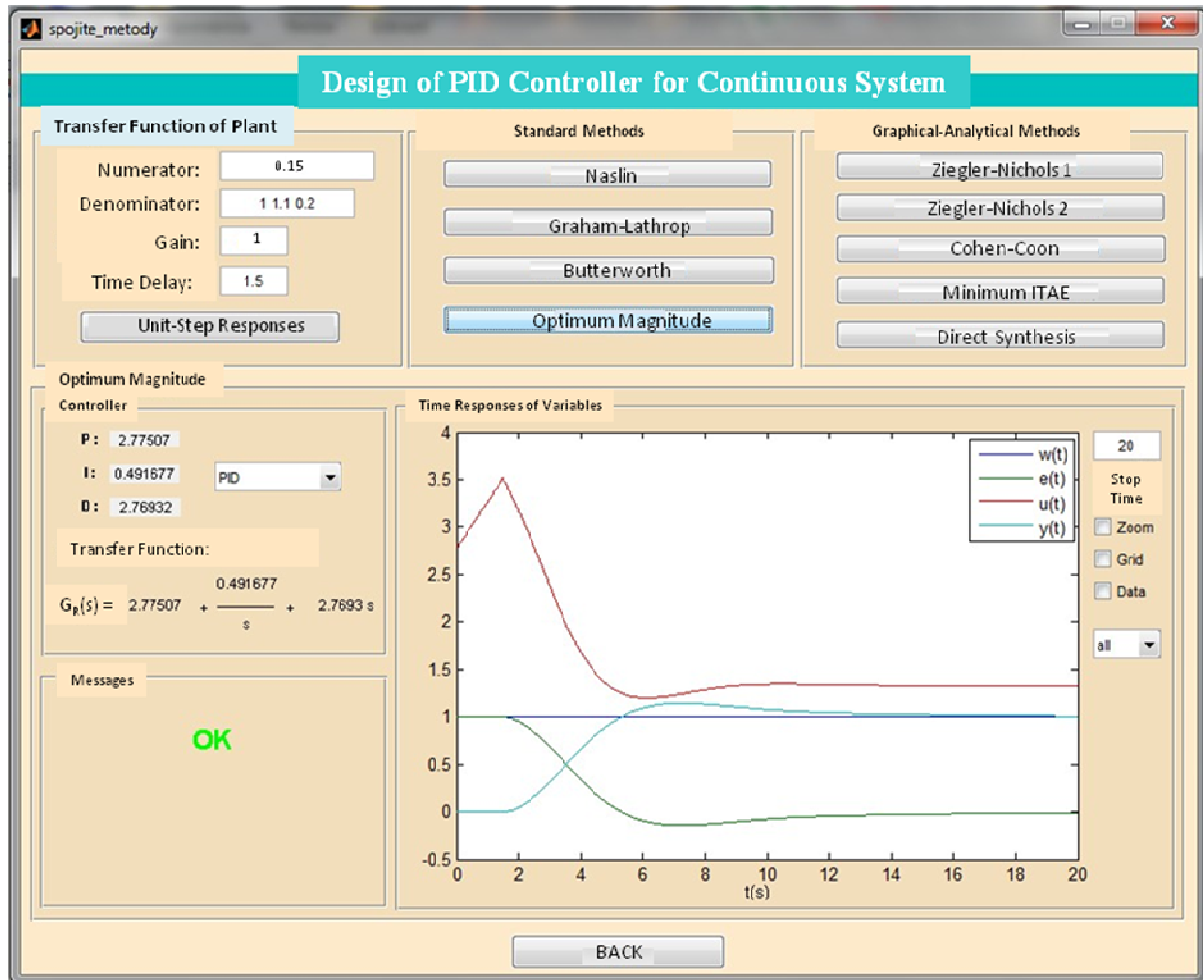 spojite_metody
Design of PID Controller for Continuous System
Transfer Function of Plant
Numerator: 0.15
Denominator: 1 1.1 0.2
Gain: 1
Time Delay: 1.5
Unit-Step Responses
Standard Methods
Naslin
Graham-Lathrop
Butterworth
Optimum Magnitude
Graphical-Analytical Methods
Ziegler-Nichols 1
Ziegler-Nichols 2
Cohen-Coon
Minimum ITAE
Direct Synthesis
Optimum Magnitude
Controller
P: 2.77507
I: 0.491677
PID
D: 2.76932
Transfer Function:
0.491677
GR(s) = 2.77507 + + 2.7693 s
s
Messages
OK
Time Responses of Variables
4
3.5
3
2.5
2
1.5
1
0.5
0
-0.5
0 2 4 6 8 10 12 14 16 18 20
t(s)
w(t)
e(t)
u(t)
y(t)
20
Stop
Time
Zoom
Grid
Data
all
BACK